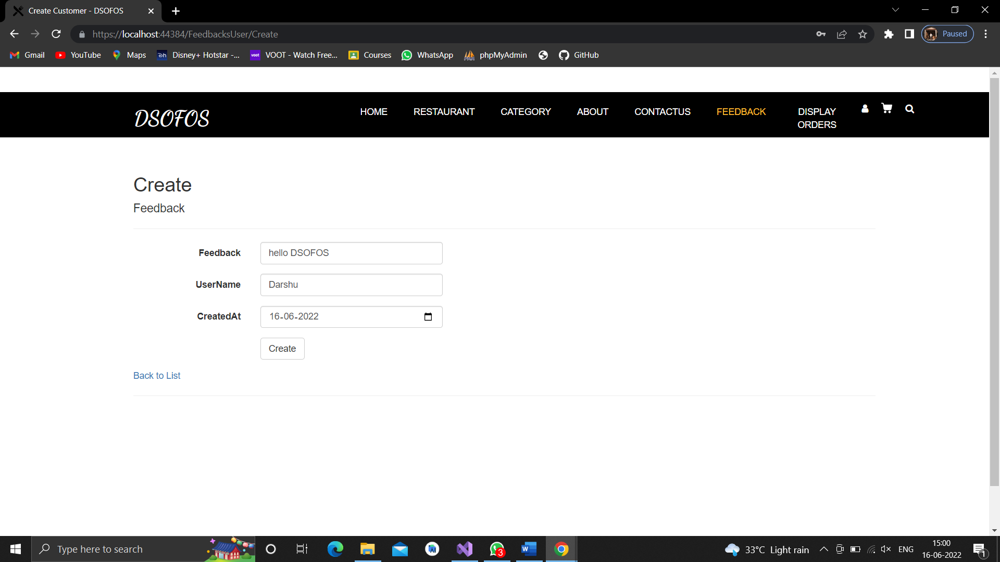 Create Customer - DSOFOS
https://localhost:44384/FeedbacksUser/Create
Paused
Gmail
YouTube
Maps
Disney+ Hotstar -...
voot
VOOT - Watch Free...
Courses
WhatsApp
phpMyAdmin
GitHub
DSOFOS
HOME
RESTAURANT
CATEGORY
ABOUT
CONTACTUS
FEEDBACK
DISPLAY
ORDERS
Create
Feedback
Feedback
hello DSOFOS
UserName
Darshu
CreatedAt
16-06-2022
Create
Back to List
Type here to search
3
33°C Light rain
ENG
15:00
16-06-2022
1